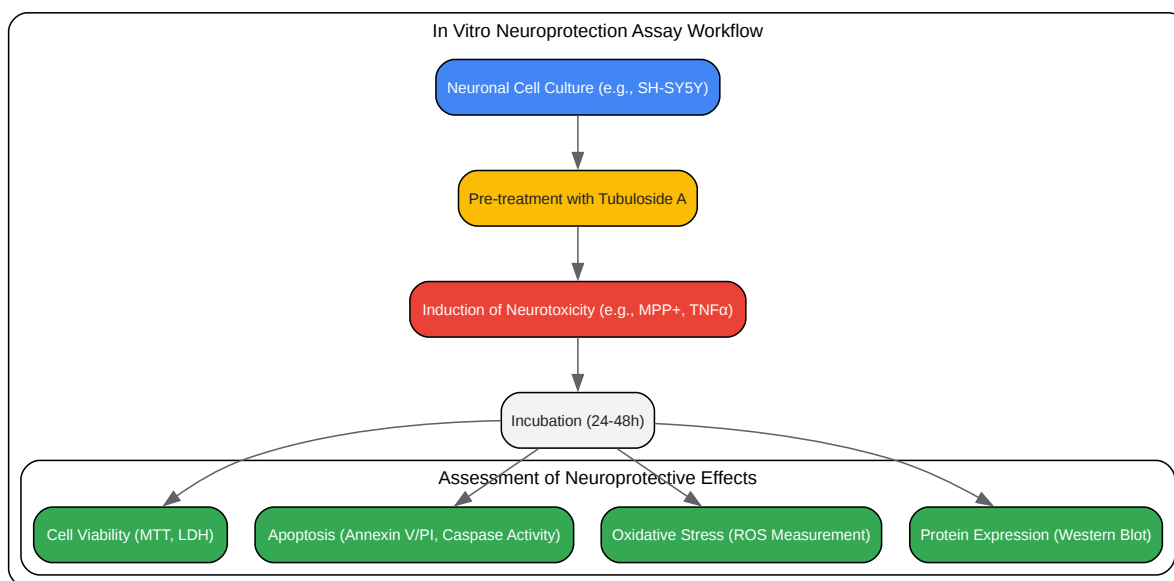 In Vitro Neuroprotection Assay Workflow
Neuronal Cell Culture (e.g., SH-SY5Y)
Pre-treatment with Tubuloside A
Induction of Neurotoxicity (e.g., MPP+, TNFα)
Incubation (24-48h)
Assessment of Neuroprotective Effects
Cell Viability (MTT, LDH)
Apoptosis (Annexin V/PI, Caspase Activity)
Oxidative Stress (ROS Measurement)
Protein Expression (Western Blot)